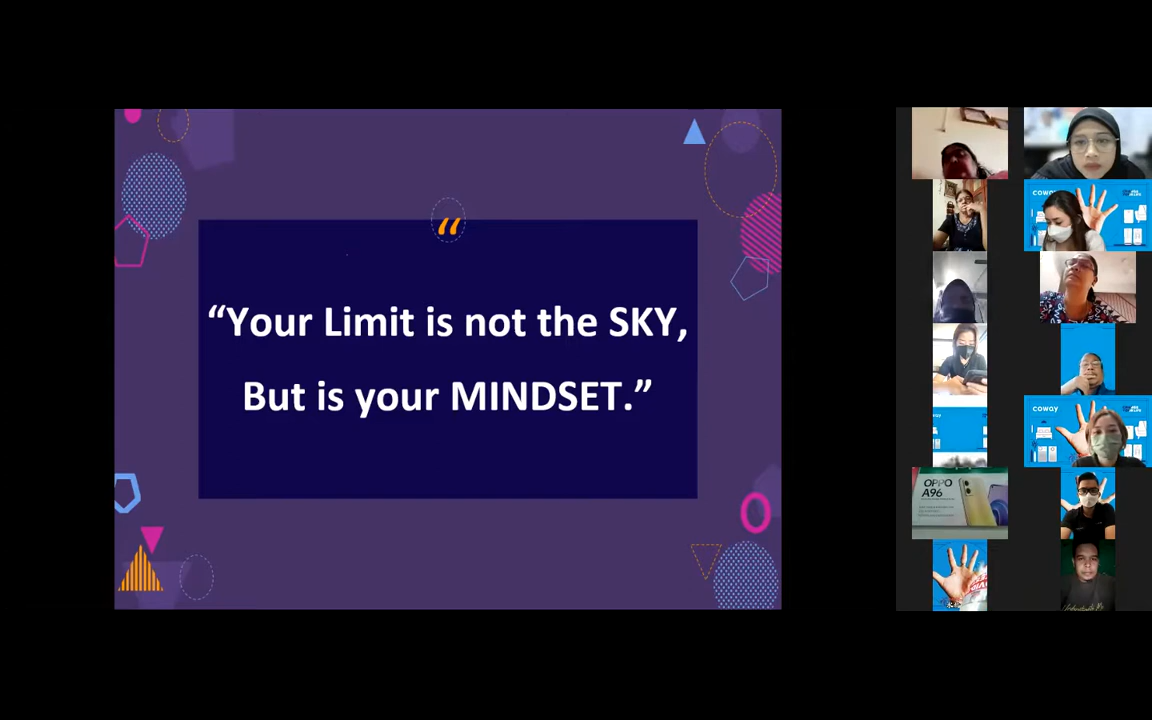 “
“Your Limit is not the SKY,
But is your MINDSET.”
coway
coway
OPPO
A96